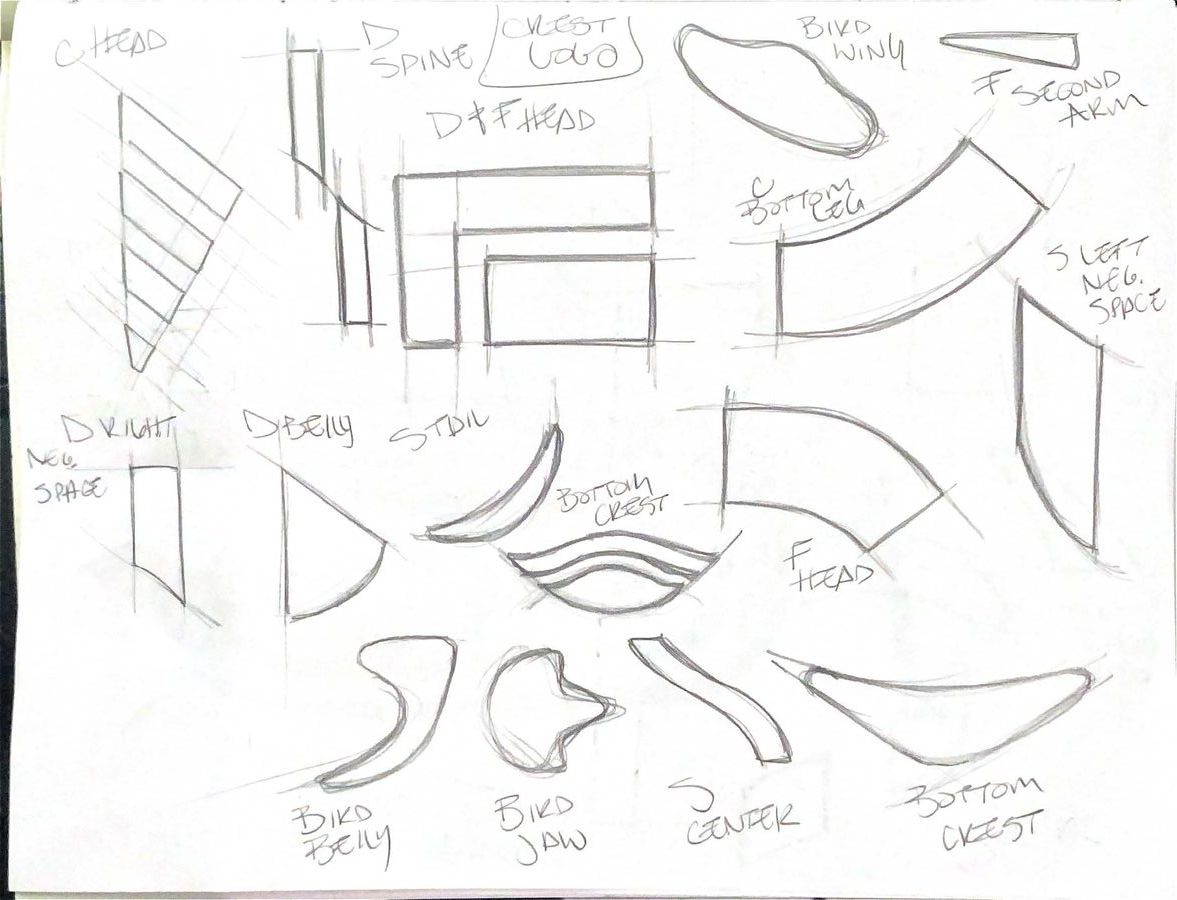 C HEAD
D
SPINE
CREST
LOGO
BIRD
WING
F SECOND
ARM
D & F HEAD
C
BOTTOM
LEG
S LEFT
NEG.
SPACE
D RIGHT
NEG.
SPACE
D BELLY
S TAIL
BOTTOM
CREST
F
HEAD
BIRD
BELLY
BIRD
JAW
S
CENTER
BOTTOM
CREST